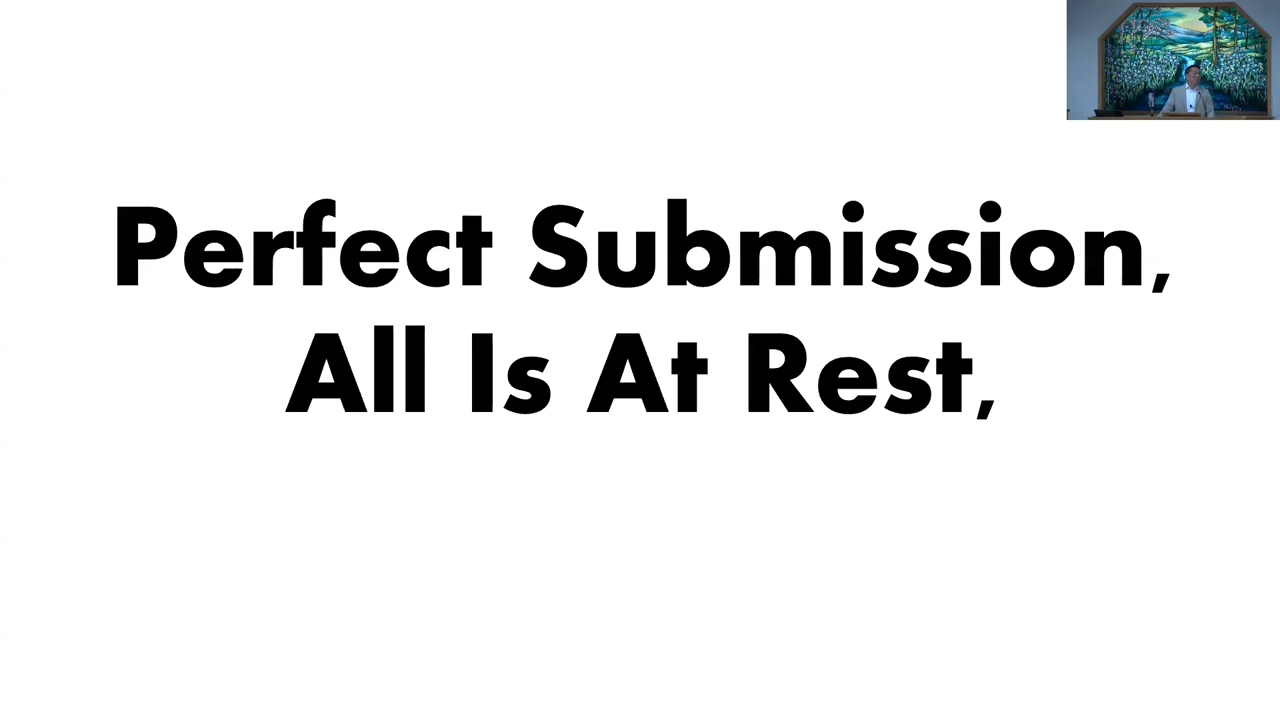 Perfect Submission,
All Is At Rest,